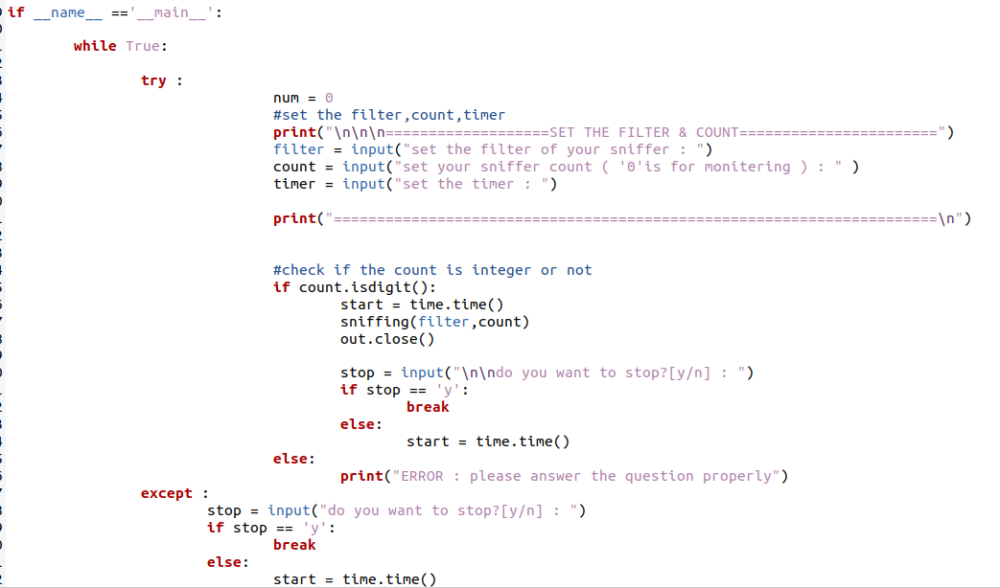 if __name__ =='__main__':
while True:
try :
num = 0
#set the filter,count,timer
print("\n\n\n===================SET THE FILTER & COUNT=======================")
filter = input("set the filter of your sniffer : ")
count = input("set your sniffer count ( '0'is for monitering ) : " )
timer = input("set the timer : ")
print("======================================================================\n")
#check if the count is integer or not
if count.isdigit():
start = time.time()
sniffing(filter,count)
out.close()
stop = input("\n\ndo you want to stop?[y/n] : ")
if stop == 'y':
break
else:
start = time.time()
else:
print("ERROR : please answer the question properly")
except :
stop = input("do you want to stop?[y/n] : ")
if stop == 'y':
break
else:
start = time.time()